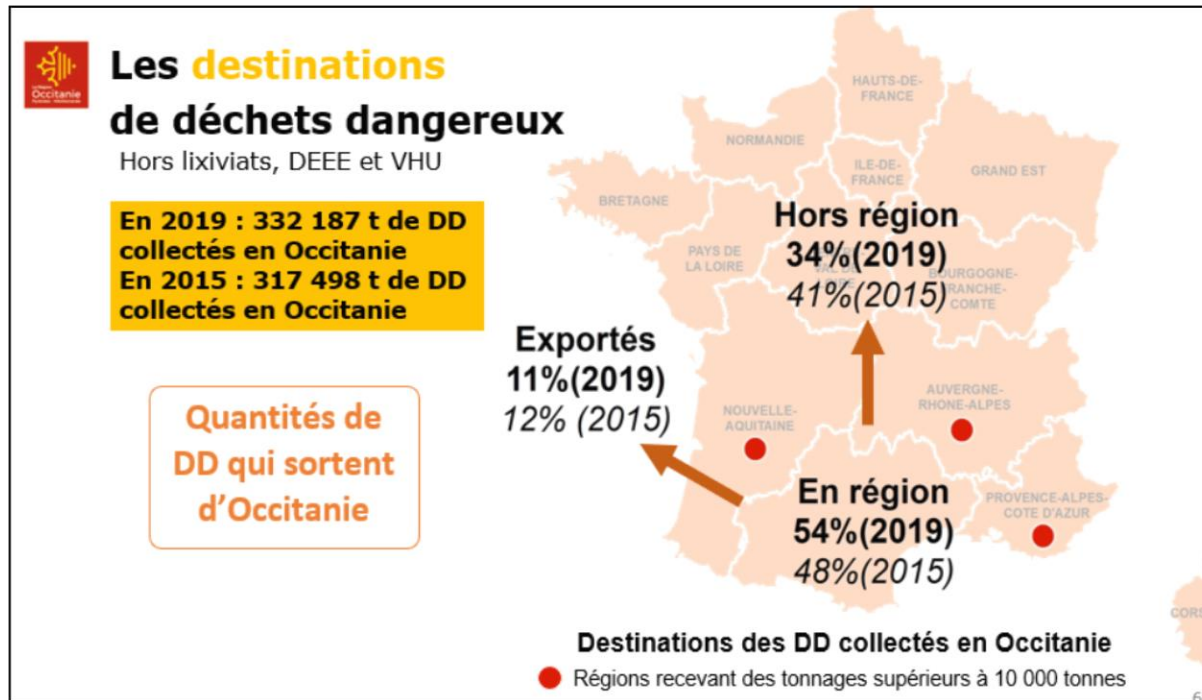 Occitanie
Les destinations
de déchets dangereux
Hors lixiviats, DEEE et VHU
En 2019 : 332 187 t de DD
collectés en Occitanie
En 2015 : 317 498 t de DD
collectés en Occitanie
Quantités de
DD qui sortent
d’Occitanie
HAUTS-DE-
FRANCE
NORMANDIE
ILE-DE-
FRANCE
GRAND EST
BRETAGNE
PAYS DE
LA LOIRE
VAL DE
BOURGOGNE-
FRANCHE-
COMTE
Hors région
34%(2019)
41%(2015)
Exportés
11%(2019)
12% (2015)
NOUVELLE-
AQUITAINE
AUVERGNE-
RHONE-ALPES
En région
54%(2019)
48%(2015)
PROVENCE-ALPES-
COTE D'AZUR
CORS
Destinations des DD collectés en Occitanie
Régions recevant des tonnages supérieurs à 10 000 tonnes